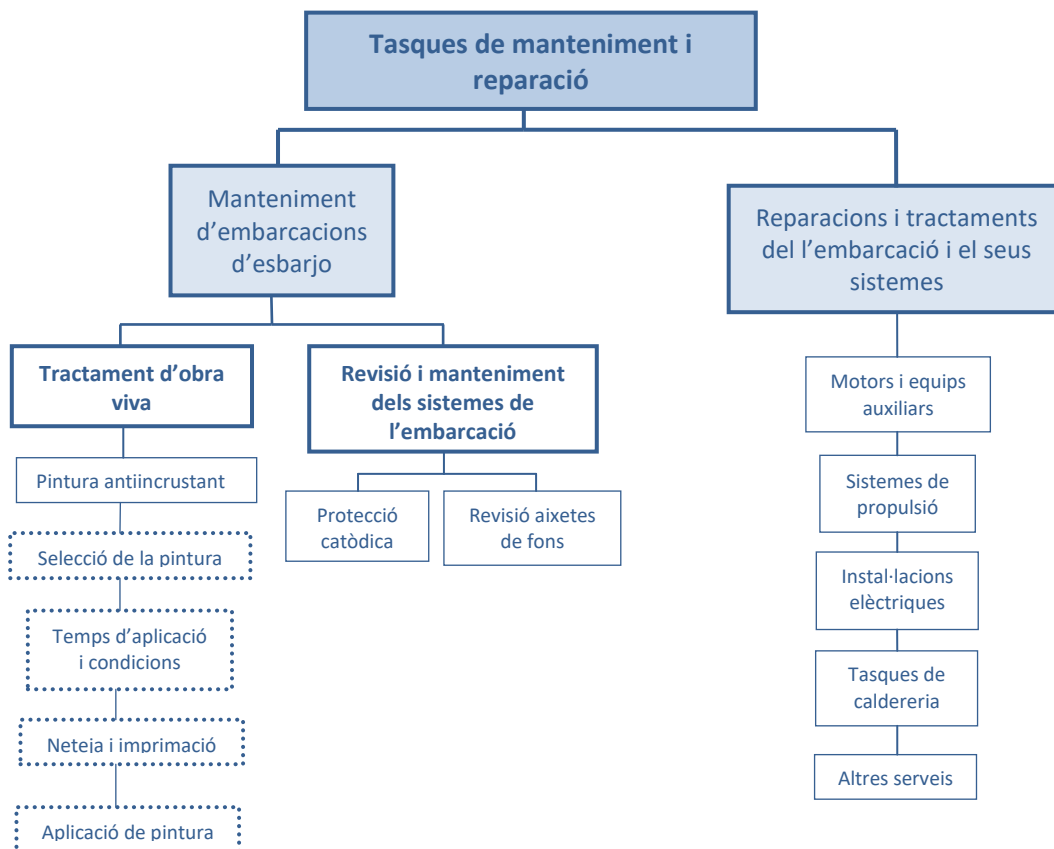 Tasques de manteniment i
reparació
Manteniment
d’embarcacions
d’esbarjo
Reparacions i tractaments
del l’embarcació i el seus
sistemes
Tractament d’obra
viva
Revisió i manteniment
dels sistemes de
l’embarcació
Pintura antiincrustant
Selecció de la pintura
Temps d’aplicació
i condicions
Neteja i imprimació
Aplicació de pintura
Protecció
catòdica
Revisió aixetes
de fons
Motors i equips
auxiliars
Sistemes de
propulsió
Instal·lacions
elèctriques
Tasques de
caldereria
Altres serveis